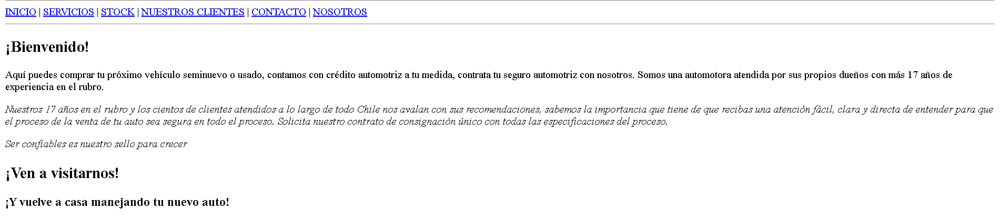 INICIO | SERVICIOS | STOCK | NUESTROS CLIENTES | CONTACTO | NOSOTROS
¡Bienvenido!
Aquí puedes comprar tu próximo vehículo seminuevo o usado, contamos con crédito automotriz a tu medida, contrata tu seguro automotriz con nosotros. Somos una automotora atendida por sus propios dueños con más 17 años de
experiencia en el rubro.
Nuestros 17 años en el rubro y los cientos de clientes atendidos a lo largo de todo Chile nos avalan con sus recomendaciones, sabemos la importancia que tiene de que recibas una atención fácil, clara y directa de entender para que
el proceso de la venta de tu auto sea segura en todo el proceso. Solicita nuestro contrato de consignación único con todas las especificaciones del proceso.
Ser confiables es nuestro sello para crecer
¡Ven a visitarnos!
¡Y vuelve a casa manejando tu nuevo auto!